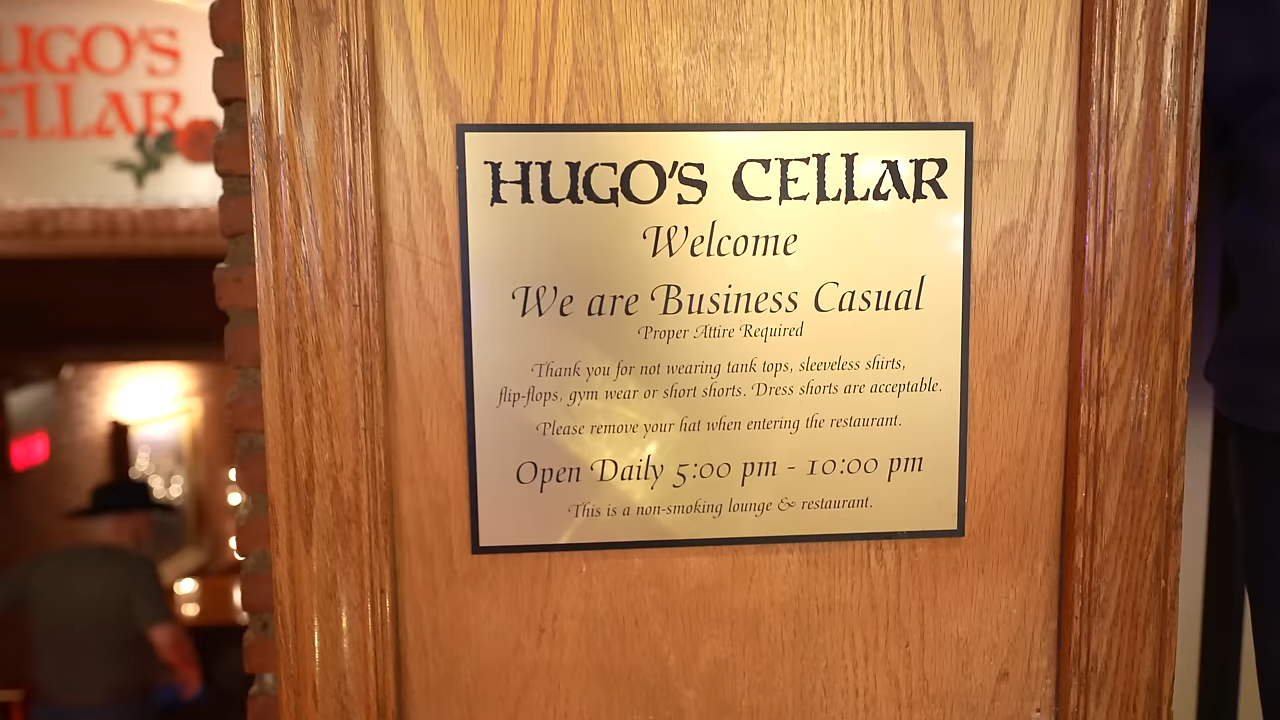 UGO'S
ELLAR
HUGO'S CELLAR
Welcome
We are Business Casual
Proper Attire Required
Thank you for not wearing tank tops, sleeveless shirts,
flip-flops, gym wear or short shorts. Dress shorts are acceptable.
Please remove your hat when entering the restaurant.
Open Daily 5:00 pm - 10:00 pm
This is a non-smoking lounge & restaurant.